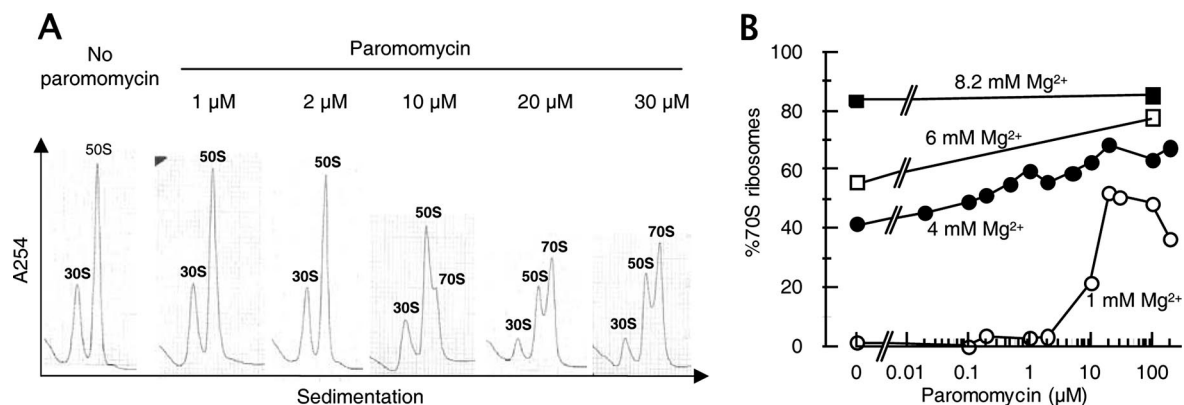 A
No
paromomycin
Paromomycin
1 µM
2 µM
10 µM
20 µM
30 µM
50S
30S
50S
30S
50S
30S
50S
70S
30S
70S
50S
30S
70S
50S
30S
A254
Sedimentation
B
100
80
60
40
20
0
%70S ribosomes
8.2 mM Mg²⁺
6 mM Mg²⁺
4 mM Mg²⁺
1 mM Mg²⁺
0 0.01 0.1 1 10 100
Paromomycin (µM)